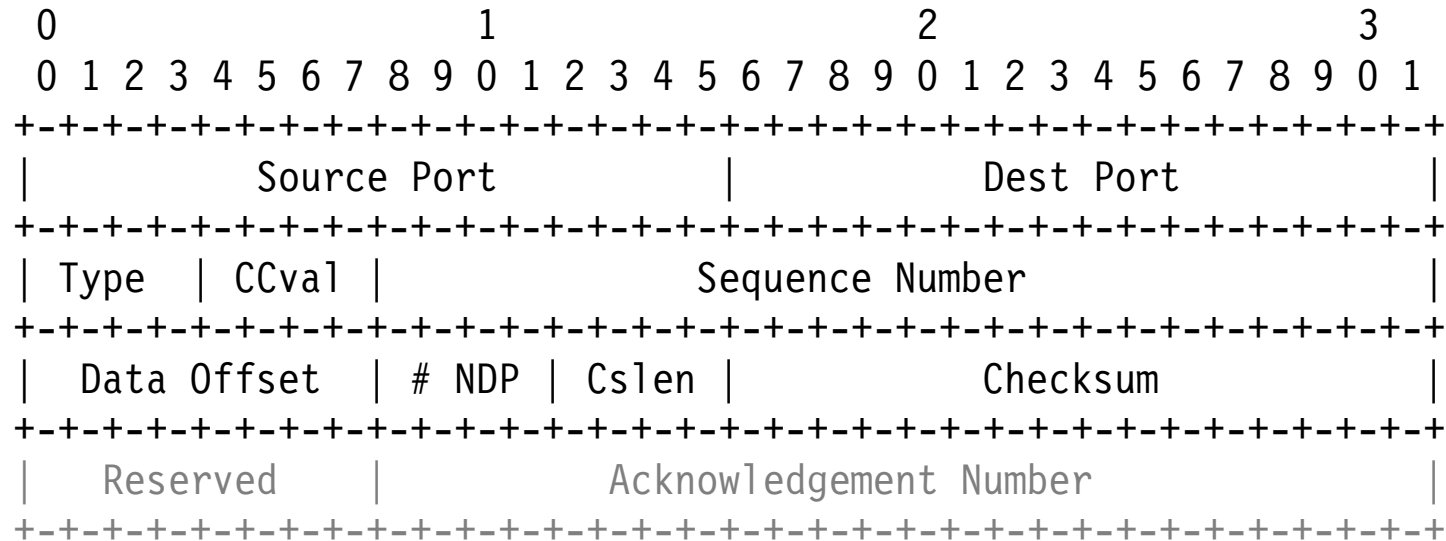 0                   1                   2                   3
 0 1 2 3 4 5 6 7 8 9 0 1 2 3 4 5 6 7 8 9 0 1 2 3 4 5 6 7 8 9 0 1
+-+-+-+-+-+-+-+-+-+-+-+-+-+-+-+-+-+-+-+-+-+-+-+-+-+-+-+-+-+-+-+-+
|          Source Port          |           Dest Port           |
+-+-+-+-+-+-+-+-+-+-+-+-+-+-+-+-+-+-+-+-+-+-+-+-+-+-+-+-+-+-+-+-+
| Type  | CCval |              Sequence Number                  |
+-+-+-+-+-+-+-+-+-+-+-+-+-+-+-+-+-+-+-+-+-+-+-+-+-+-+-+-+-+-+-+-+
|  Data Offset  | # NDP | Cslen |           Checksum            |
+-+-+-+-+-+-+-+-+-+-+-+-+-+-+-+-+-+-+-+-+-+-+-+-+-+-+-+-+-+-+-+-+
|   Reserved    |          Acknowledgement Number               |
+-+-+-+-+-+-+-+-+-+-+-+-+-+-+-+-+-+-+-+-+-+-+-+-+-+-+-+-+-+-+-+-+